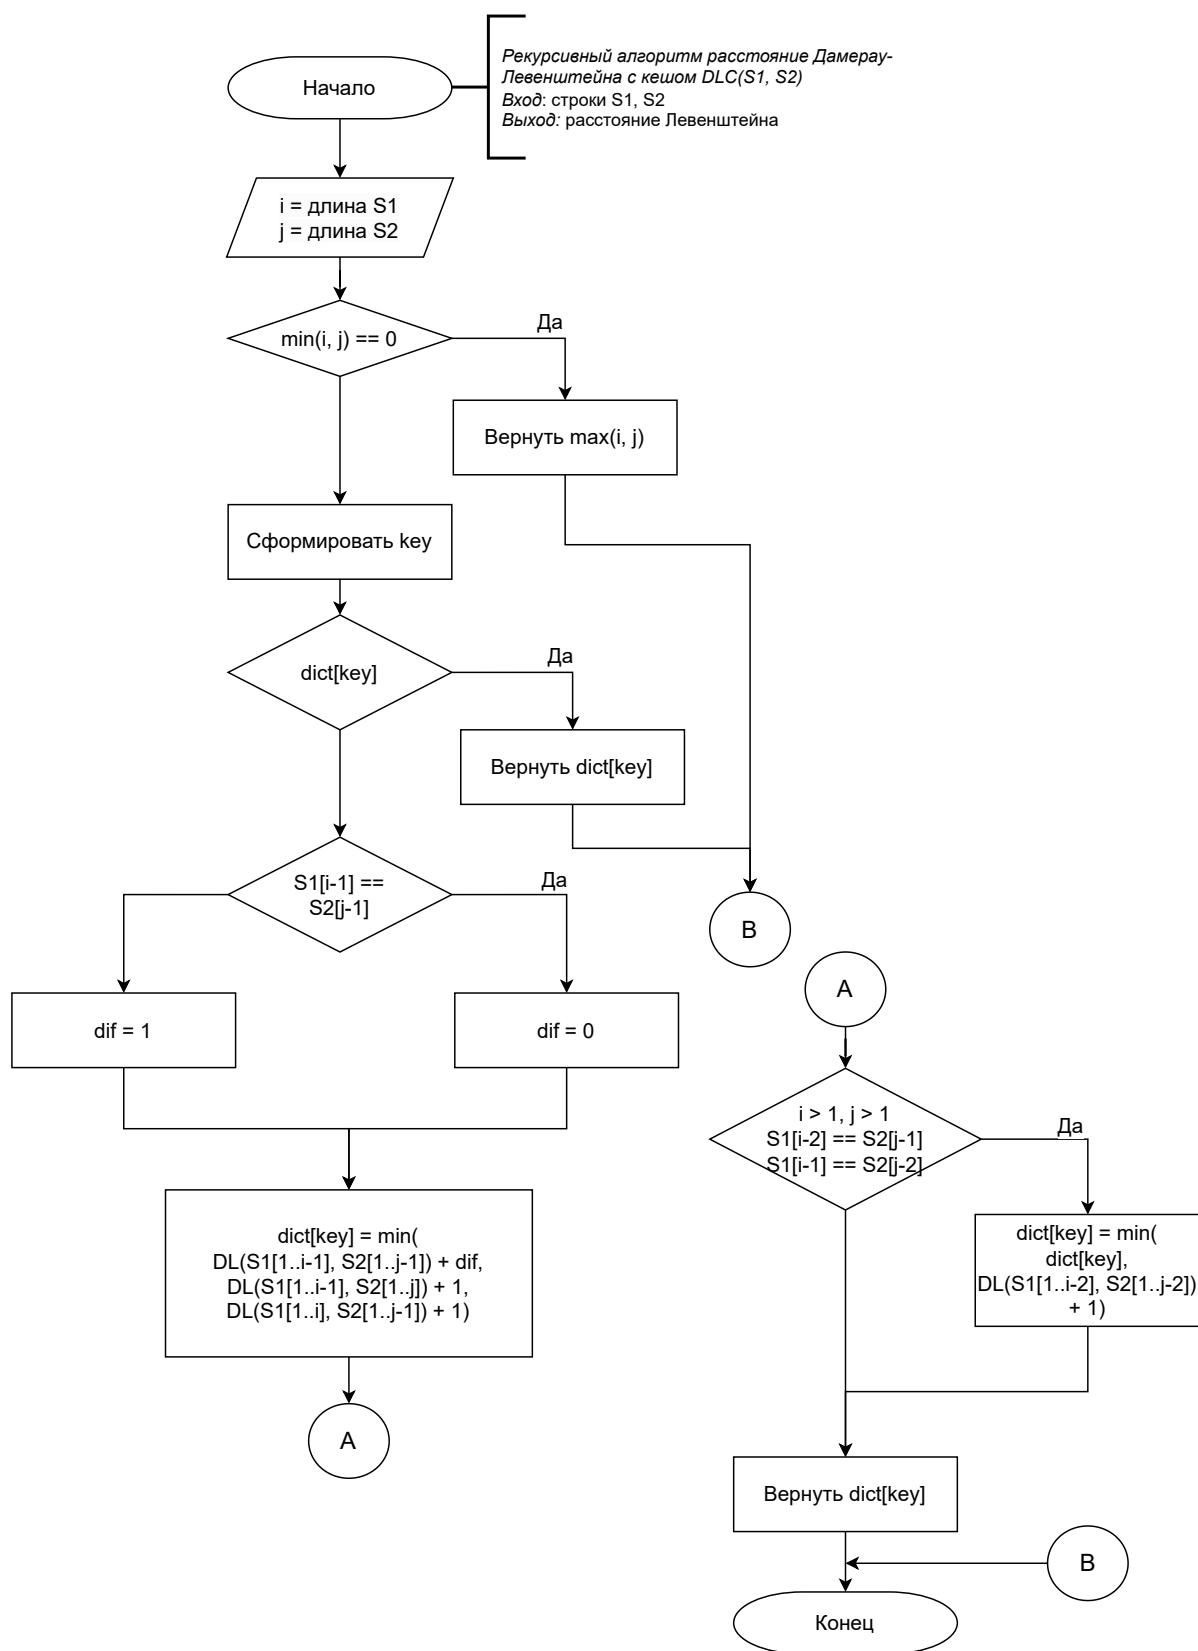 Начало
Рекурсивный алгоритм расстояние Дамерау-
Левенштейна с кешом DLC(S1, S2)
Вход: строки S1, S2
Выход: расстояние Левенштейна
i = длина S1
j = длина S2
min(i, j) == 0
Да
Вернуть max(i, j)
Сформировать key
dict[key]
Да
Вернуть dict[key]
S1[i-1] ==
S2[j-1]
Да
B
dif = 1
dif = 0
dict[key] = min(
DL(S1[1..i-1], S2[1..j-1]) + dif,
DL(S1[1..i-1], S2[1..j]) + 1,
DL(S1[1..i], S2[1..j-1]) + 1)
A
A
i > 1, j > 1
S1[i-2] == S2[j-1]
S1[i-1] == S2[j-2]
Да
dict[key] = min(
dict[key],
DL(S1[1..i-2], S2[1..j-2])
+ 1)
Вернуть dict[key]
B
Конец